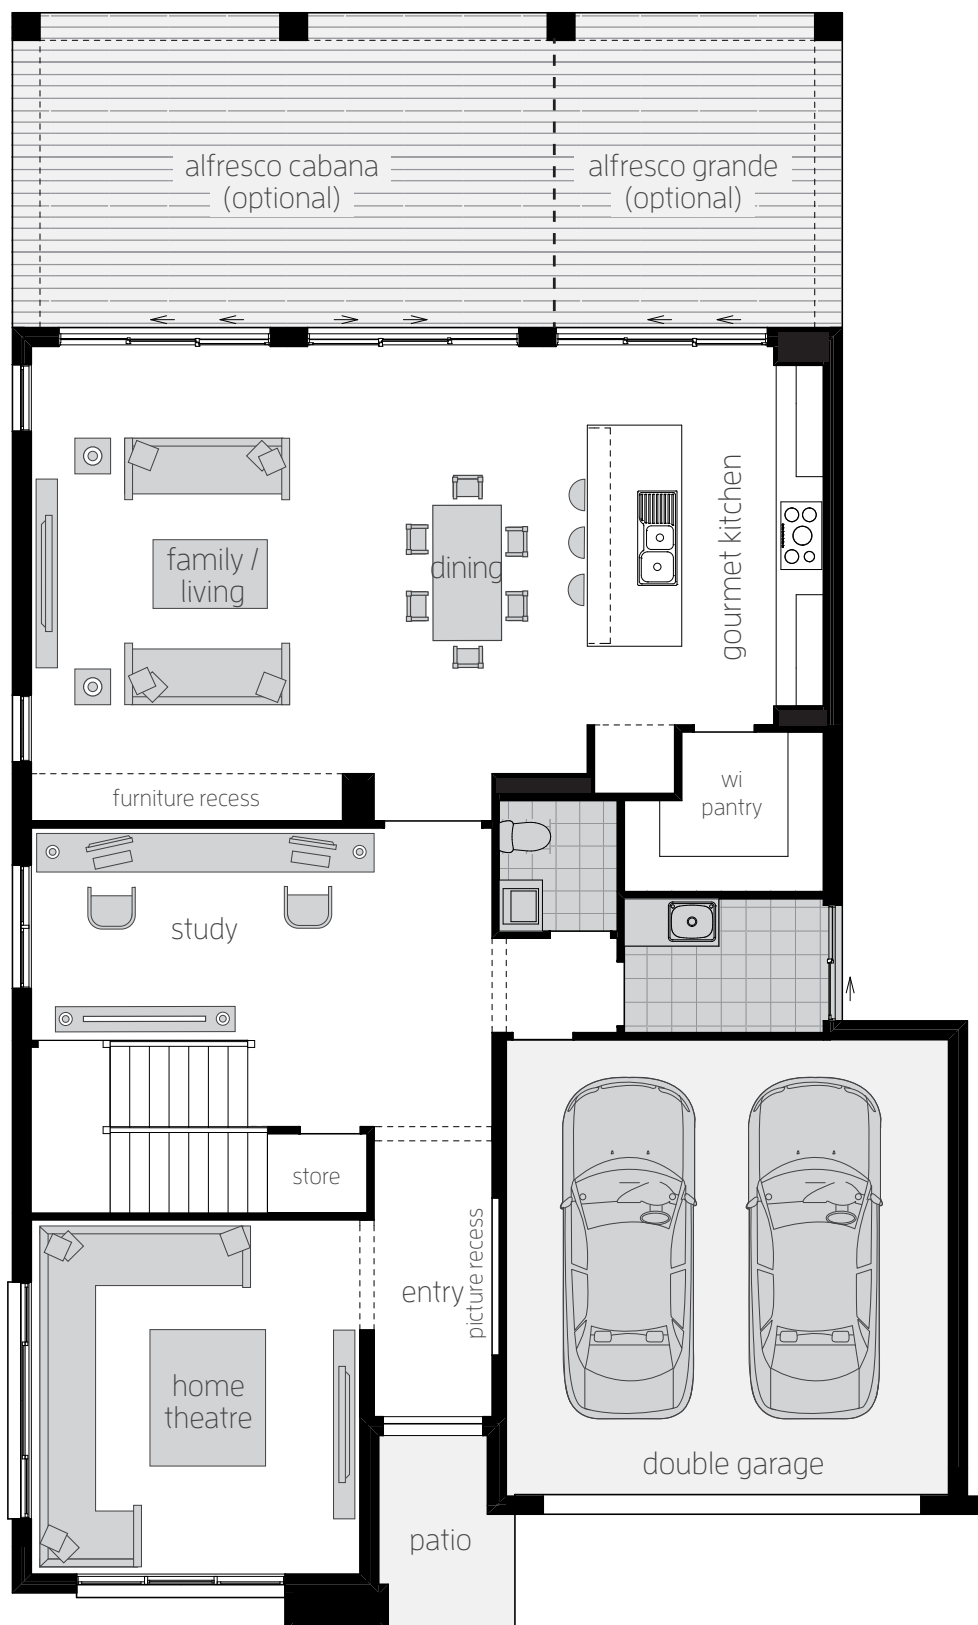 alfresco cabana
(optional)
alfresco grande
(optional)
family /
living
dining
gourmet kitchen
furniture recess
wi
pantry
study
store
entry
picture recess
home
theatre
double garage
patio